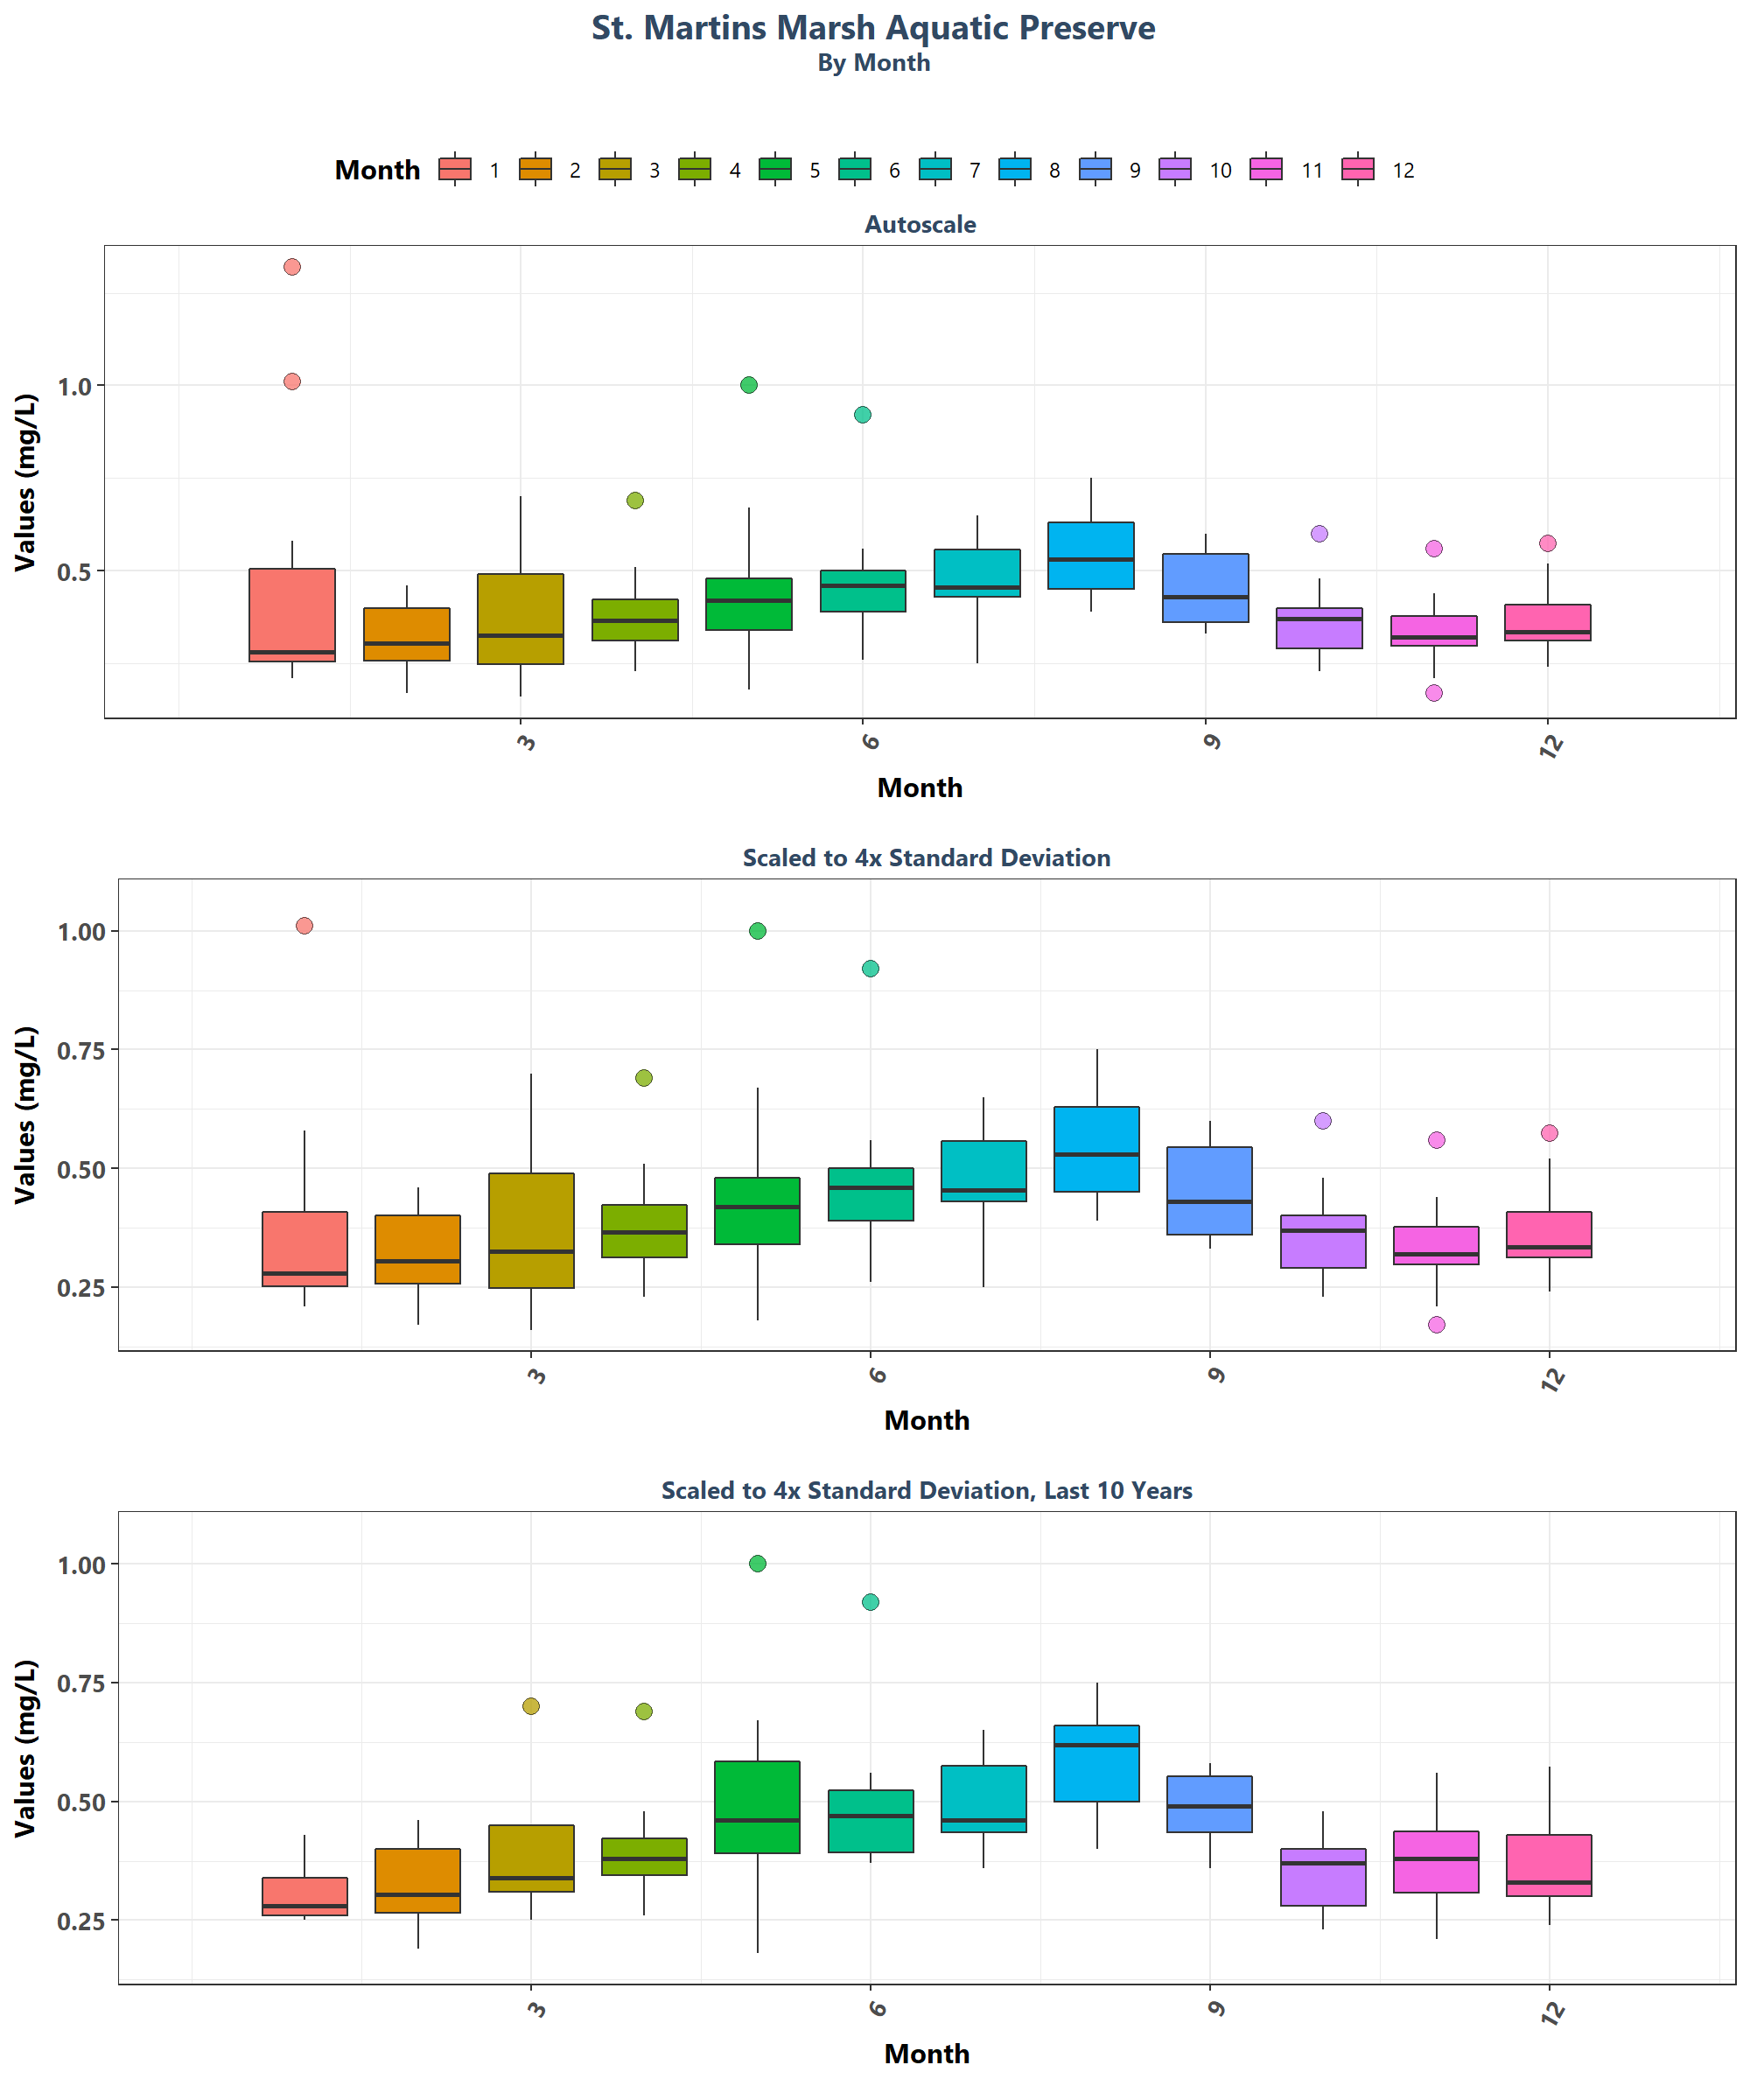 St. Martins Marsh Aquatic Preserve
By Month
Month 1 2 3 4 5 6 7 8 9 10 11 12
Autoscale
Values (mg/L)
1.0
0.5
3 6 9 12
Month
Scaled to 4x Standard Deviation
Values (mg/L)
1.00
0.75
0.50
0.25
3 6 9 12
Month
Scaled to 4x Standard Deviation, Last 10 Years
Values (mg/L)
1.00
0.75
0.50
0.25
3 6 9 12
Month